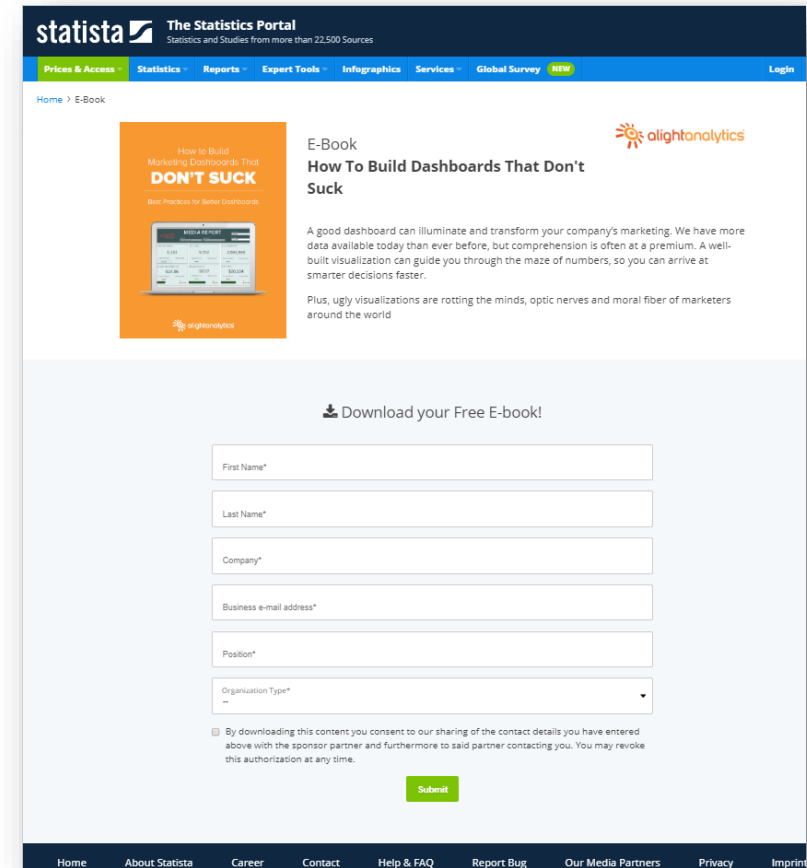 statista
The Statistics Portal
Statistics and Studies from more than 22,500 Sources
Prices & Access Statistics Reports Expert Tools Infographics Services Global Survey NEW Login
Home > E-Book
How to Build
Marketing Dashboards That
DON'T SUCK
Best Practices for Better Dashboards
MEDIA REPORT
alightanalytics
E-Book
How To Build Dashboards That Don't
Suck
alightanalytics
A good dashboard can illuminate and transform your company's marketing. We have more
data available today than ever before, but comprehension is often at a premium. A well-
built visualization can guide you through the maze of numbers, so you can arrive at
smarter decisions faster.
Plus, ugly visualizations are rotting the minds, optic nerves and moral fiber of marketers
around the world
Download your Free E-book!
First Name*
Last Name*
Company*
Business e-mail address*
Position*
Organization Type*
--
By downloading this content you consent to our sharing of the contact details you have entered
above with the sponsor partner and furthermore to said partner contacting you. You may revoke
this authorization at any time.
Submit
Home About Statista Career Contact Help & FAQ Report Bug Our Media Partners Privacy Imprint